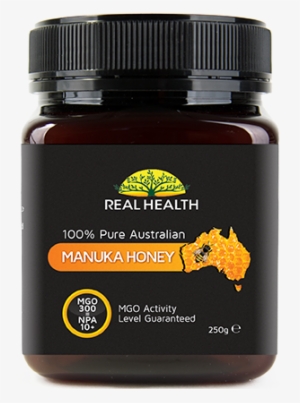 REAL HEALTH
100% Pure Australian
MANUKA HONEY
MGO
300
=
NPA
10+
MGO Activity
Level Guaranteed
250g ℮